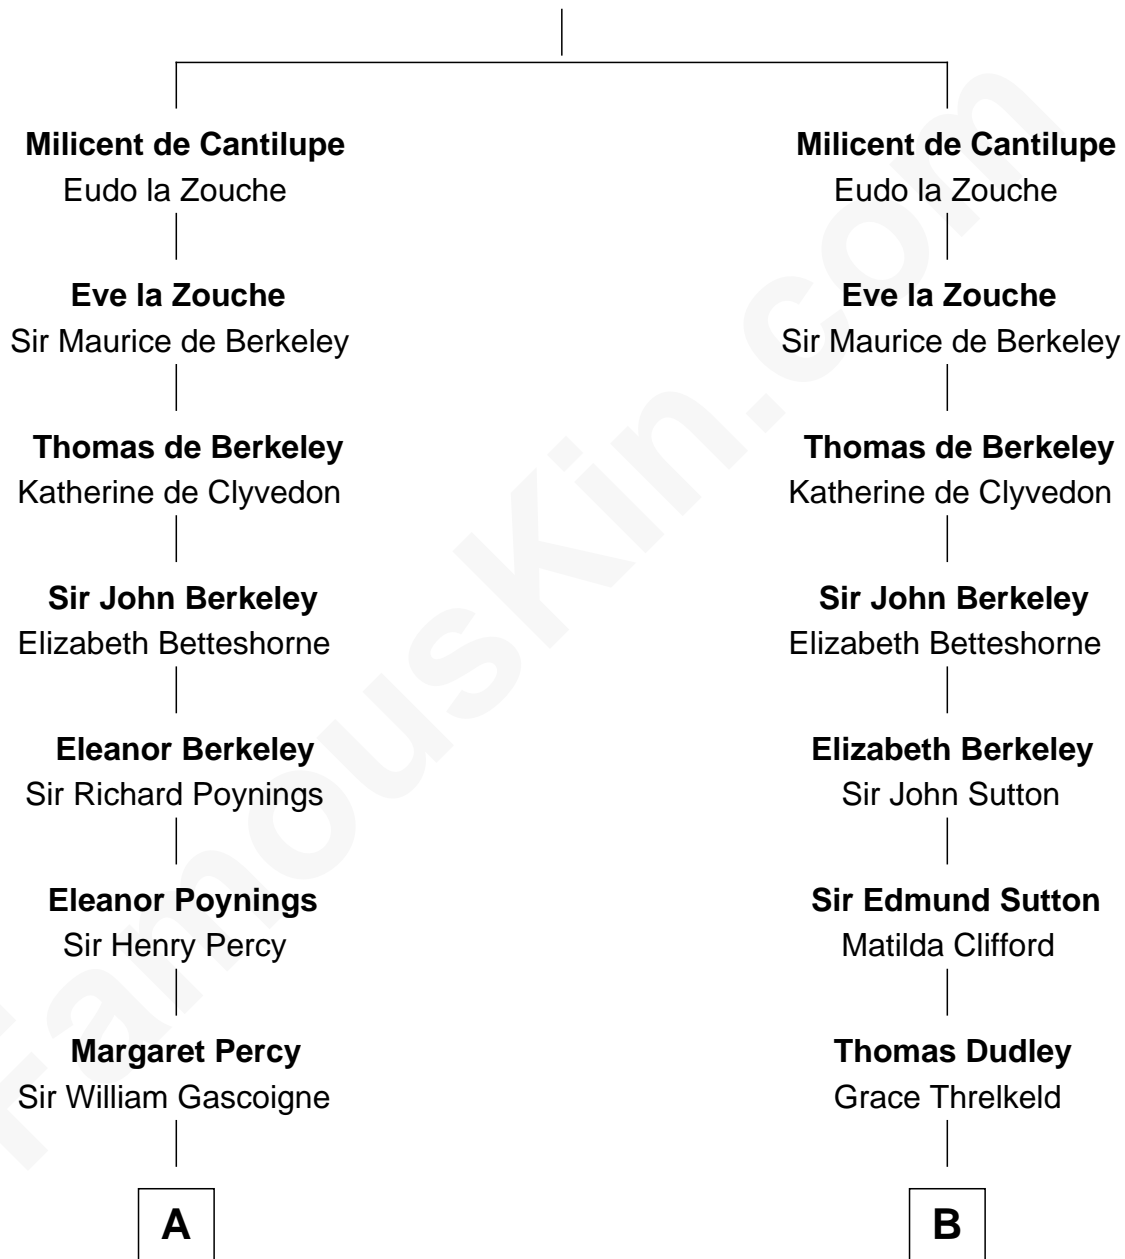 Milicent de Cantilupe
Eudo la Zouche
Eve la Zouche
Sir Maurice de Berkeley
Thomas de Berkeley
Katherine de Clyvedon
Sir John Berkeley
Elizabeth Betteshorne
Eleanor Berkeley
Sir Richard Poynings
Eleanor Poynings
Sir Henry Percy
Margaret Percy
Sir William Gascoigne
A
Milicent de Cantilupe
Eudo la Zouche
Eve la Zouche
Sir Maurice de Berkeley
Thomas de Berkeley
Katherine de Clyvedon
Sir John Berkeley
Elizabeth Betteshorne
Elizabeth Berkeley
Sir John Sutton
Sir Edmund Sutton
Matilda Clifford
Thomas Dudley
Grace Threlkeld
B
FamousKin.com